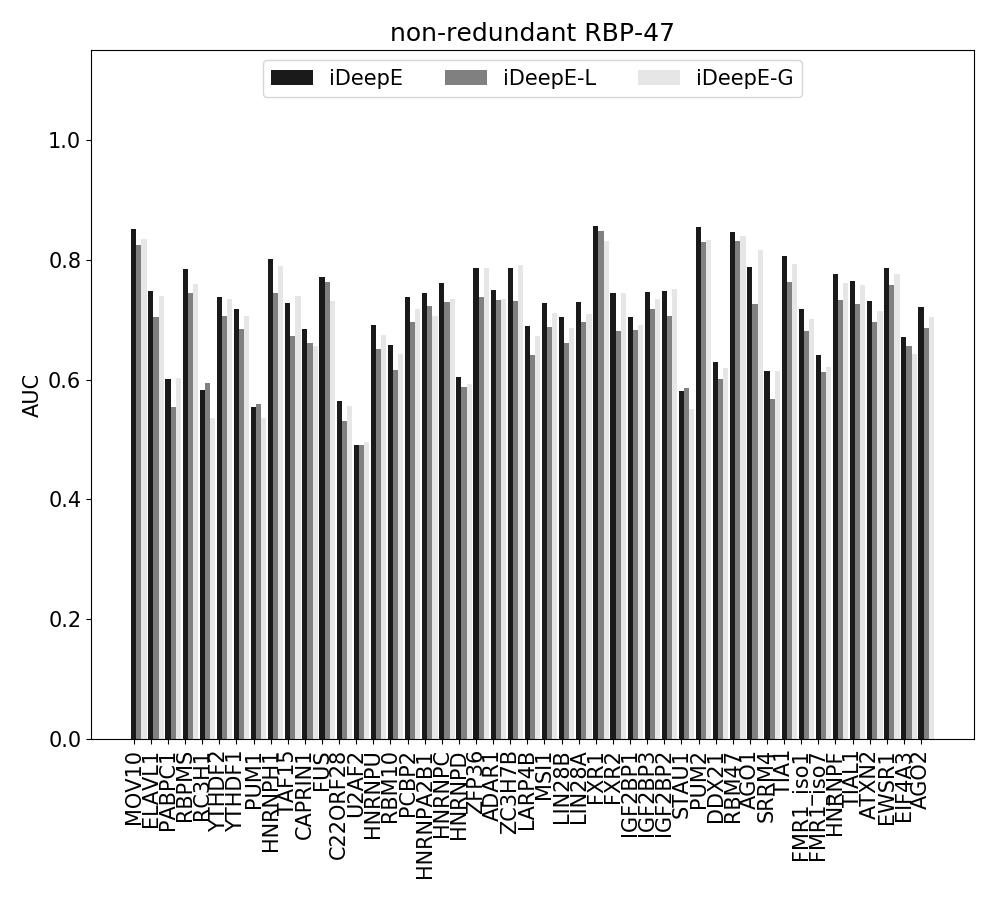 non-redundant RBP-47
iDeepE
iDeepE-L
iDeepE-G
1.0
0.8
0.6
0.4
0.2
0.0
AUC
MOV10
ELAVL1
PABPC1
RBPMS
RC3H1
YTHDF2
YTHDF1
PUM1
HNRNPH1
TAF15
CAPRIN1
FUS
C22ORF28
U2AF2
HNRNPU
RBM10
PCBP2
HNRNPA2B1
HNRNPC
HNRNPD
ZFP36
ADAR1
ZC3H7B
LARP4B
MSI1
LIN28B
LIN28A
FXR1
FXR2
IGF2BP1
IGF2BP3
IGF2BP2
STAU1
PUM2
DDX21
RBM47
AGO1
SRRM4
TIA1
FMR1_iso1
FMR1_iso7
HNRNPF
TIAL1
ATXN2
EWSR1
EIF4A3
AGO2